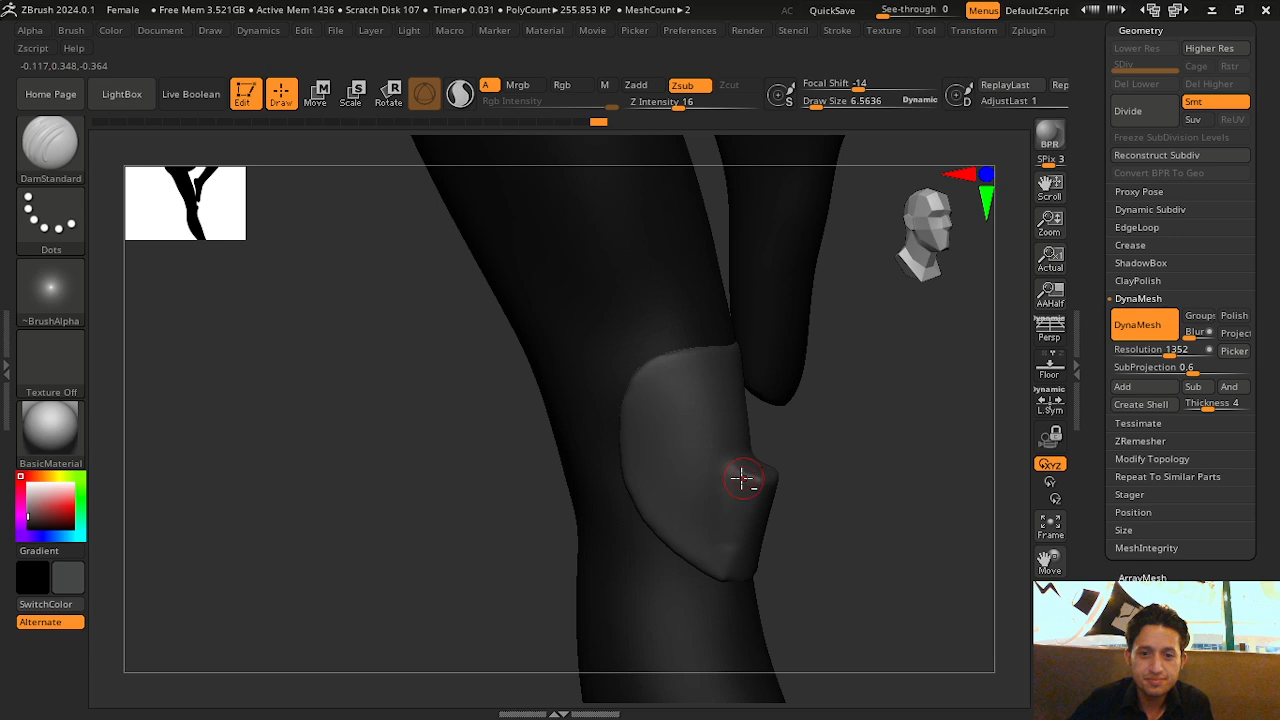 ZBrush 2024.0.1 Female • Free Mem 3.521GB • Active Mem 1436 • Scratch Disk 107 • Timer▸0.031 • PolyCount▸255.853 KP • MeshCount▸2 AC QuickSave See-through 0 Menus DefaultZScript
Alpha Brush Color Document Draw Dynamics Edit File Layer Light Macro Marker Material Movie Picker Preferences Render Stencil Stroke Texture Tool Transform Zplugin
Zscript Help
-0.117,0.348,-0.364
Home Page LightBox Live Boolean Edit Draw Move Scale Rotate
A Mrgb Rgb M Zadd Zsub Zcut
Rgb Intensity Z Intensity 16
Focal Shift -14
Draw Size 6.5636 Dynamic
S
D
ReplayLast Rep
AdjustLast 1
DamStandard
Dots
~BrushAlpha
Texture Off
BasicMaterial
Gradient
SwitchColor
Alternate
BPR
SPix 3
Scroll
Zoom
Actual
AAHalf
Dynamic
Persp
Floor
Dynamic
L.Sym
XYZ
Y
Z
Frame
Move
Geometry
Lower Res Higher Res
SDiv Cage Rstr
Del Lower Del Higher
Divide Smt
Suv ReUV
Freeze SubDivision Levels
Reconstruct Subdiv
Convert BPR To Geo
Proxy Pose
Dynamic Subdiv
EdgeLoop
Crease
ShadowBox
ClayPolish
DynaMesh
DynaMesh Groups Polish
Blur Project
Resolution 1352 Picker
SubProjection 0.6
Add Sub And
Create Shell Thickness 4
Tessimate
ZRemesher
Modify Topology
Repeat To Similar Parts
Stager
Position
Size
MeshIntegrity
ArrayMesh